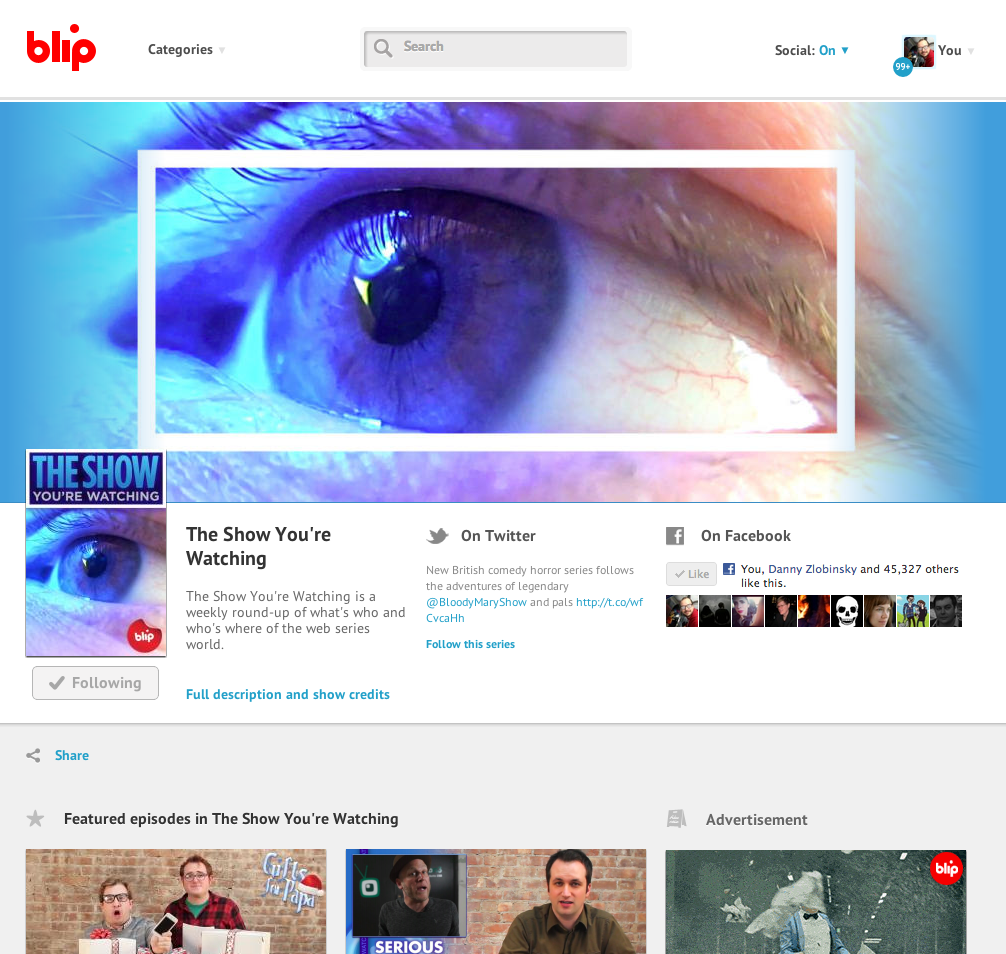 blip
Categories
Search
Social: On
You
99+
THE SHOW
YOU'RE WATCHING
blip
Following
The Show You're
Watching
The Show You're Watching is a
weekly round-up of what's who and
who's where of the web series
world.
Full description and show credits
On Twitter
New British comedy horror series follows
the adventures of legendary
@BloodyMaryShow and pals http://t.co/wf
CvcaHh
Follow this series
On Facebook
Like
You, Danny Zlobinsky and 45,327 others
like this.
Share
Featured episodes in The Show You're Watching
Advertisement
Gifts
for Papa
SERIOUS
blip